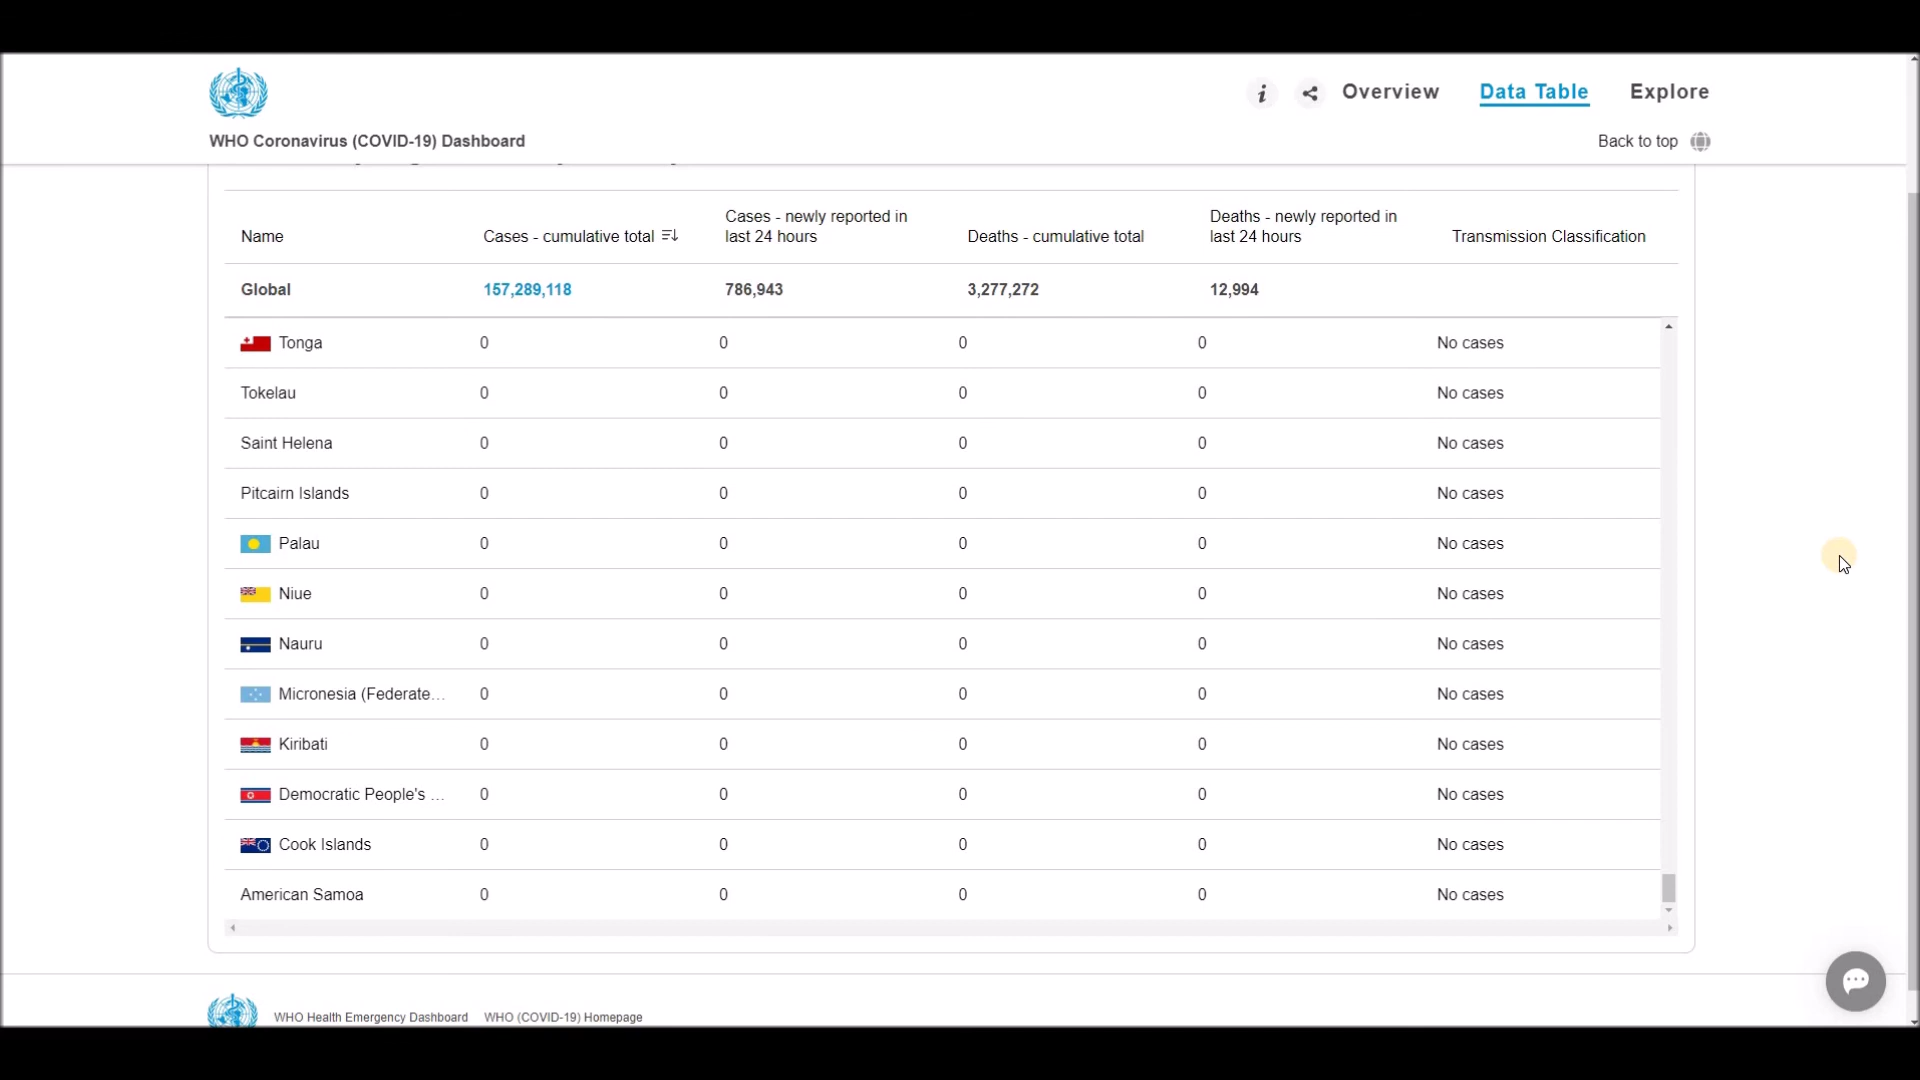 i Overview Data Table Explore
WHO Coronavirus (COVID-19) Dashboard Back to top
Name Cases - cumulative total Cases - newly reported in last 24 hours Deaths - cumulative total Deaths - newly reported in last 24 hours Transmission Classification
Global 157,289,118 786,943 3,277,272 12,994
Tonga 0 0 0 0 No cases
Tokelau 0 0 0 0 No cases
Saint Helena 0 0 0 0 No cases
Pitcairn Islands 0 0 0 0 No cases
Palau 0 0 0 0 No cases
Niue 0 0 0 0 No cases
Nauru 0 0 0 0 No cases
Micronesia (Federate... 0 0 0 0 No cases
Kiribati 0 0 0 0 No cases
Democratic People's ... 0 0 0 0 No cases
Cook Islands 0 0 0 0 No cases
American Samoa 0 0 0 0 No cases
WHO Health Emergency Dashboard WHO (COVID-19) Homepage